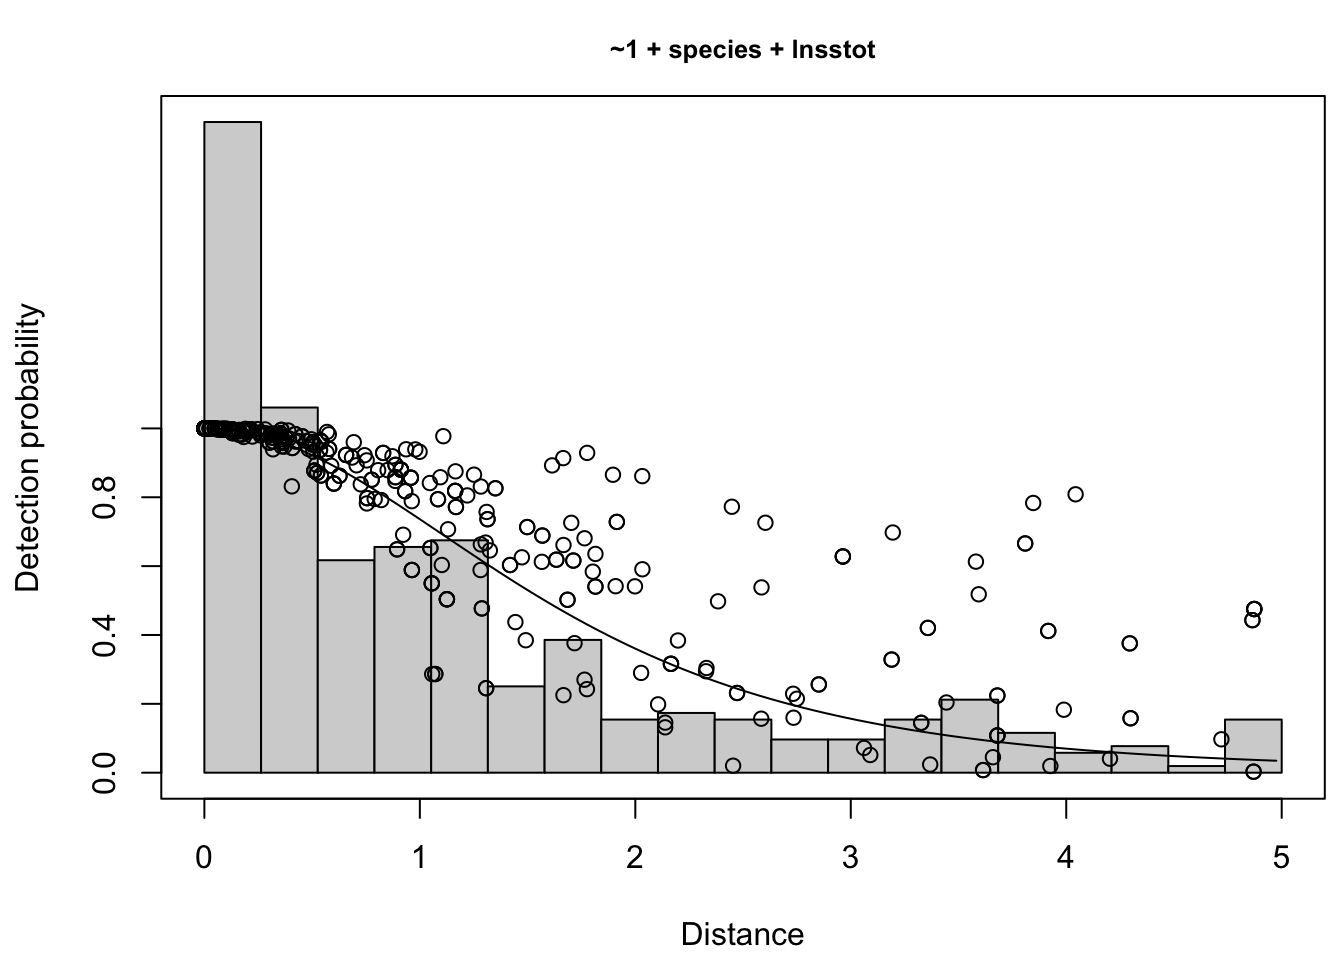 ~1 + species + lnsstot
Detection probability
0.8
0.4
0.0
0 1 2 3 4 5
Distance